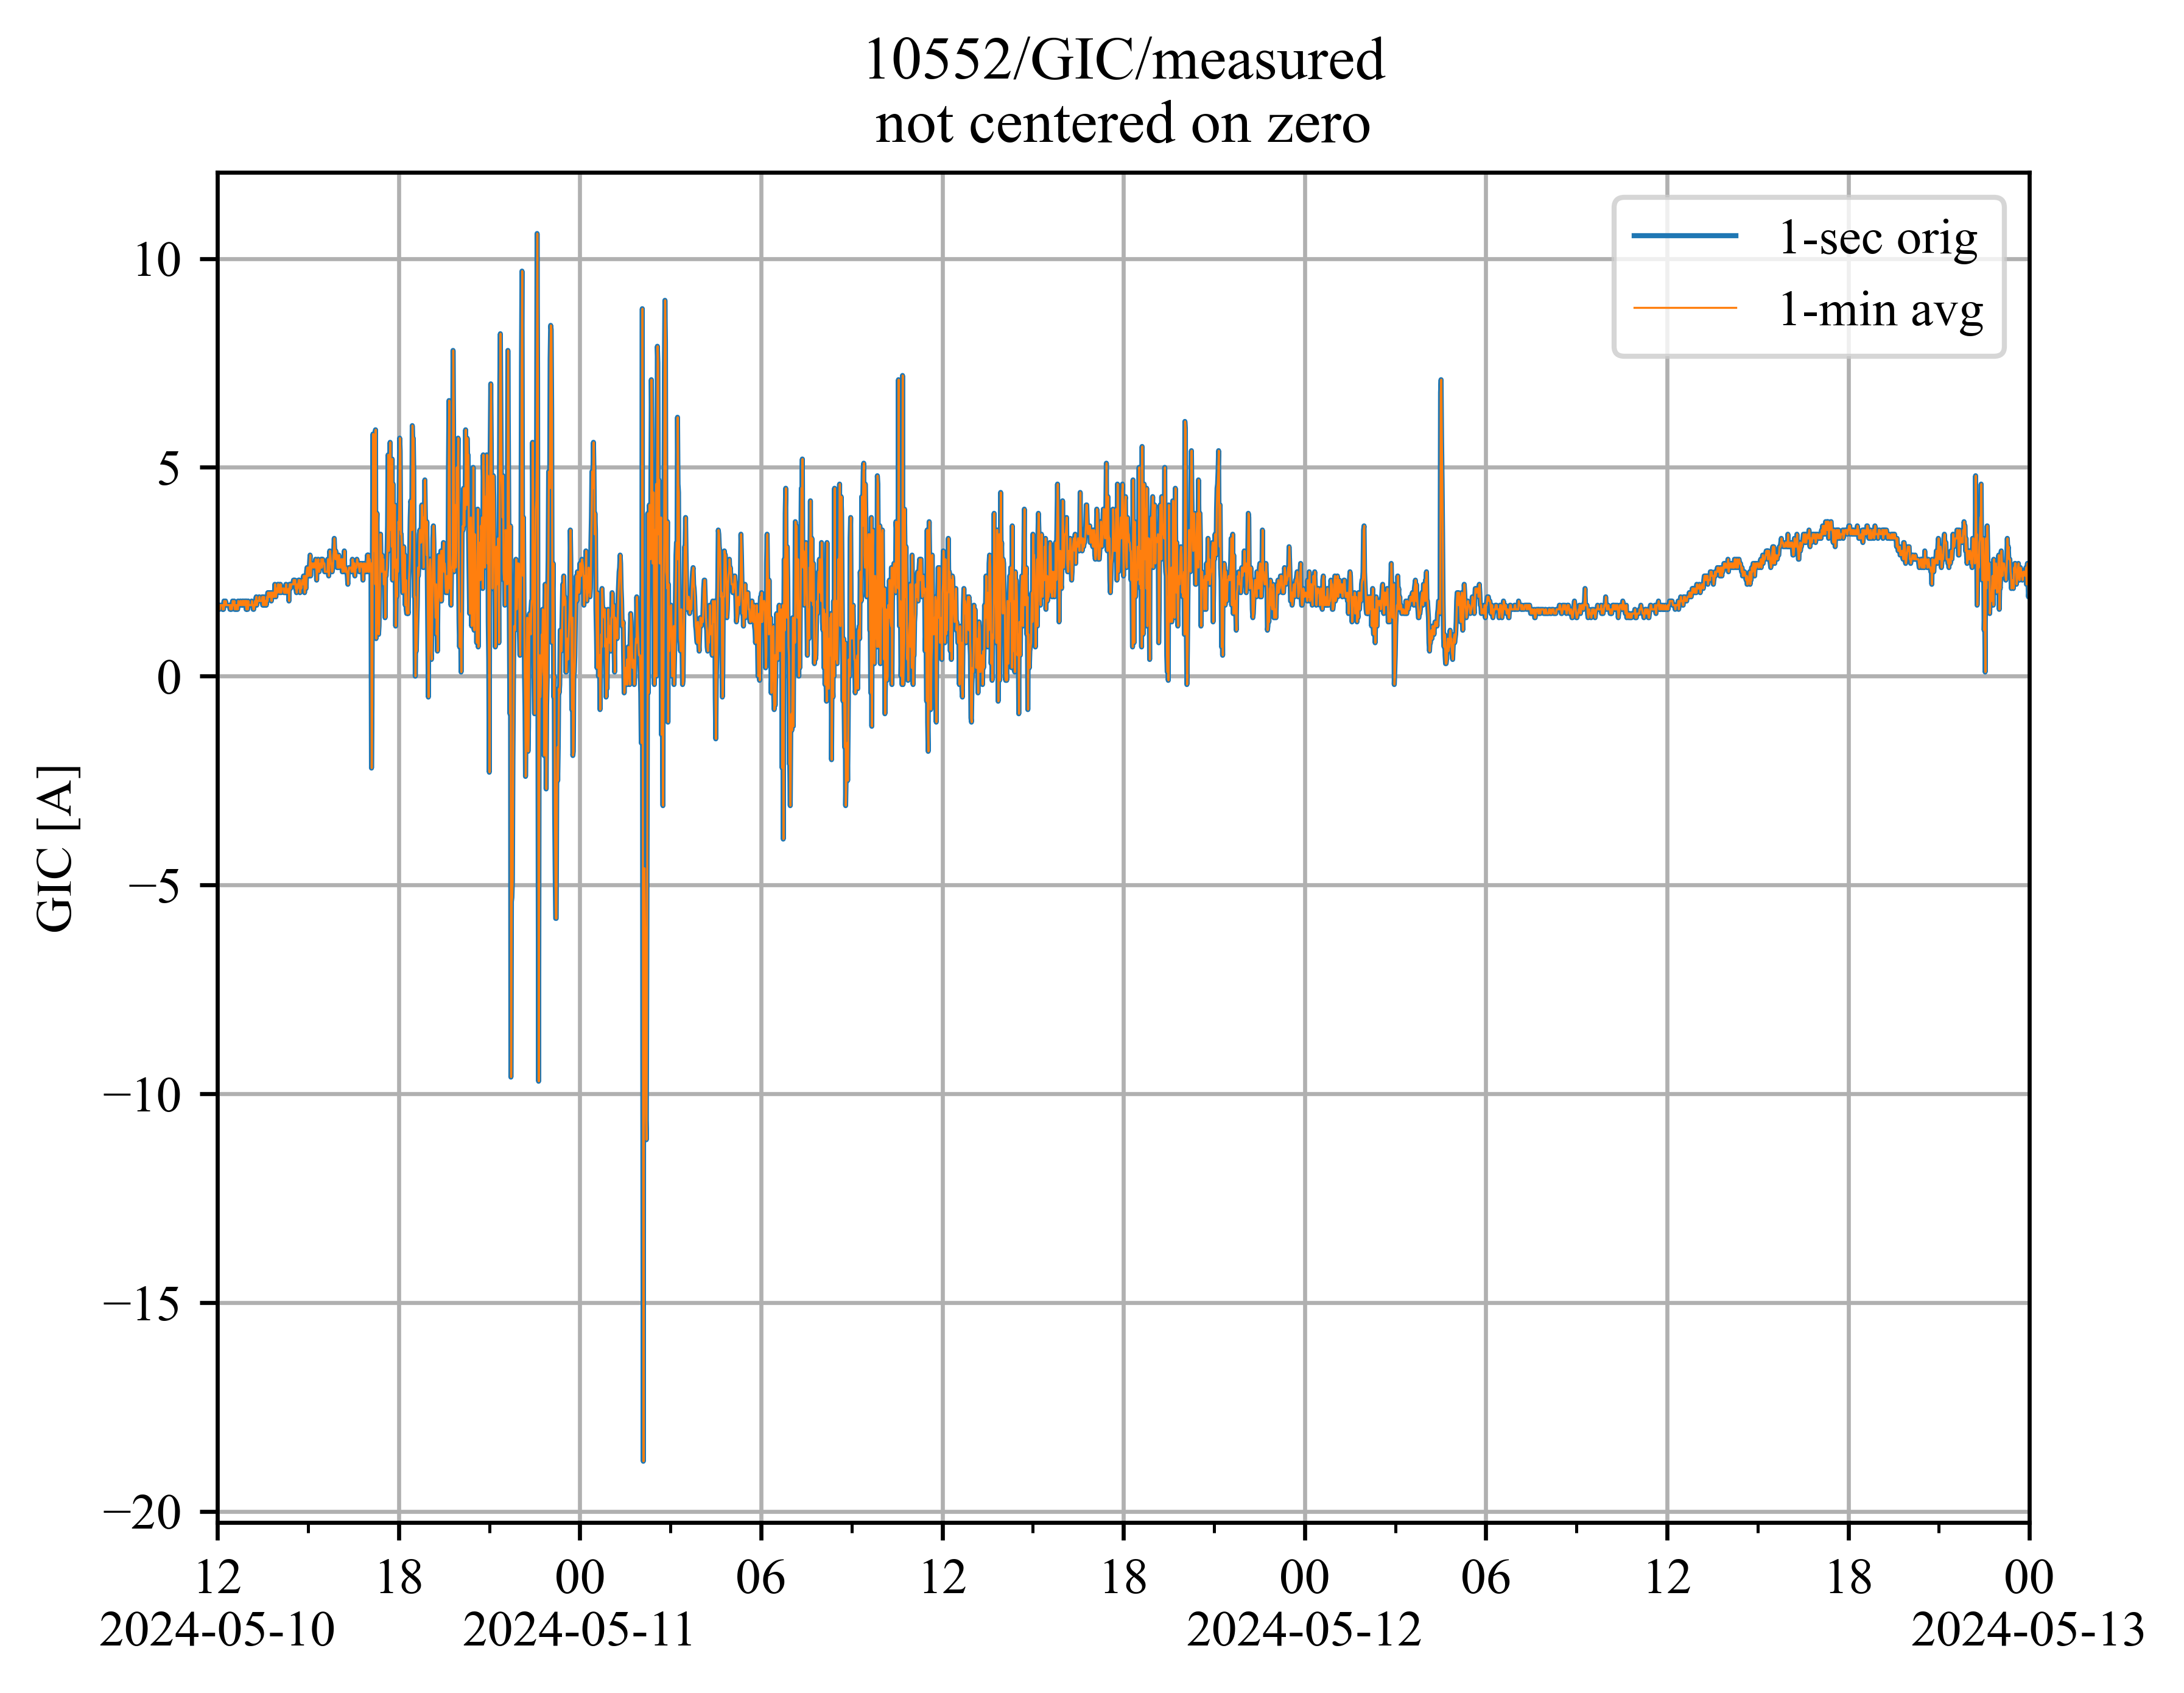 10552/GIC/measured
not centered on zero
1-sec orig
1-min avg
GIC [A]
10
5
0
−5
−10
−15
−20
12 18 00 06 12 18 00 06 12 18 00
2024-05-10 2024-05-11 2024-05-12 2024-05-13